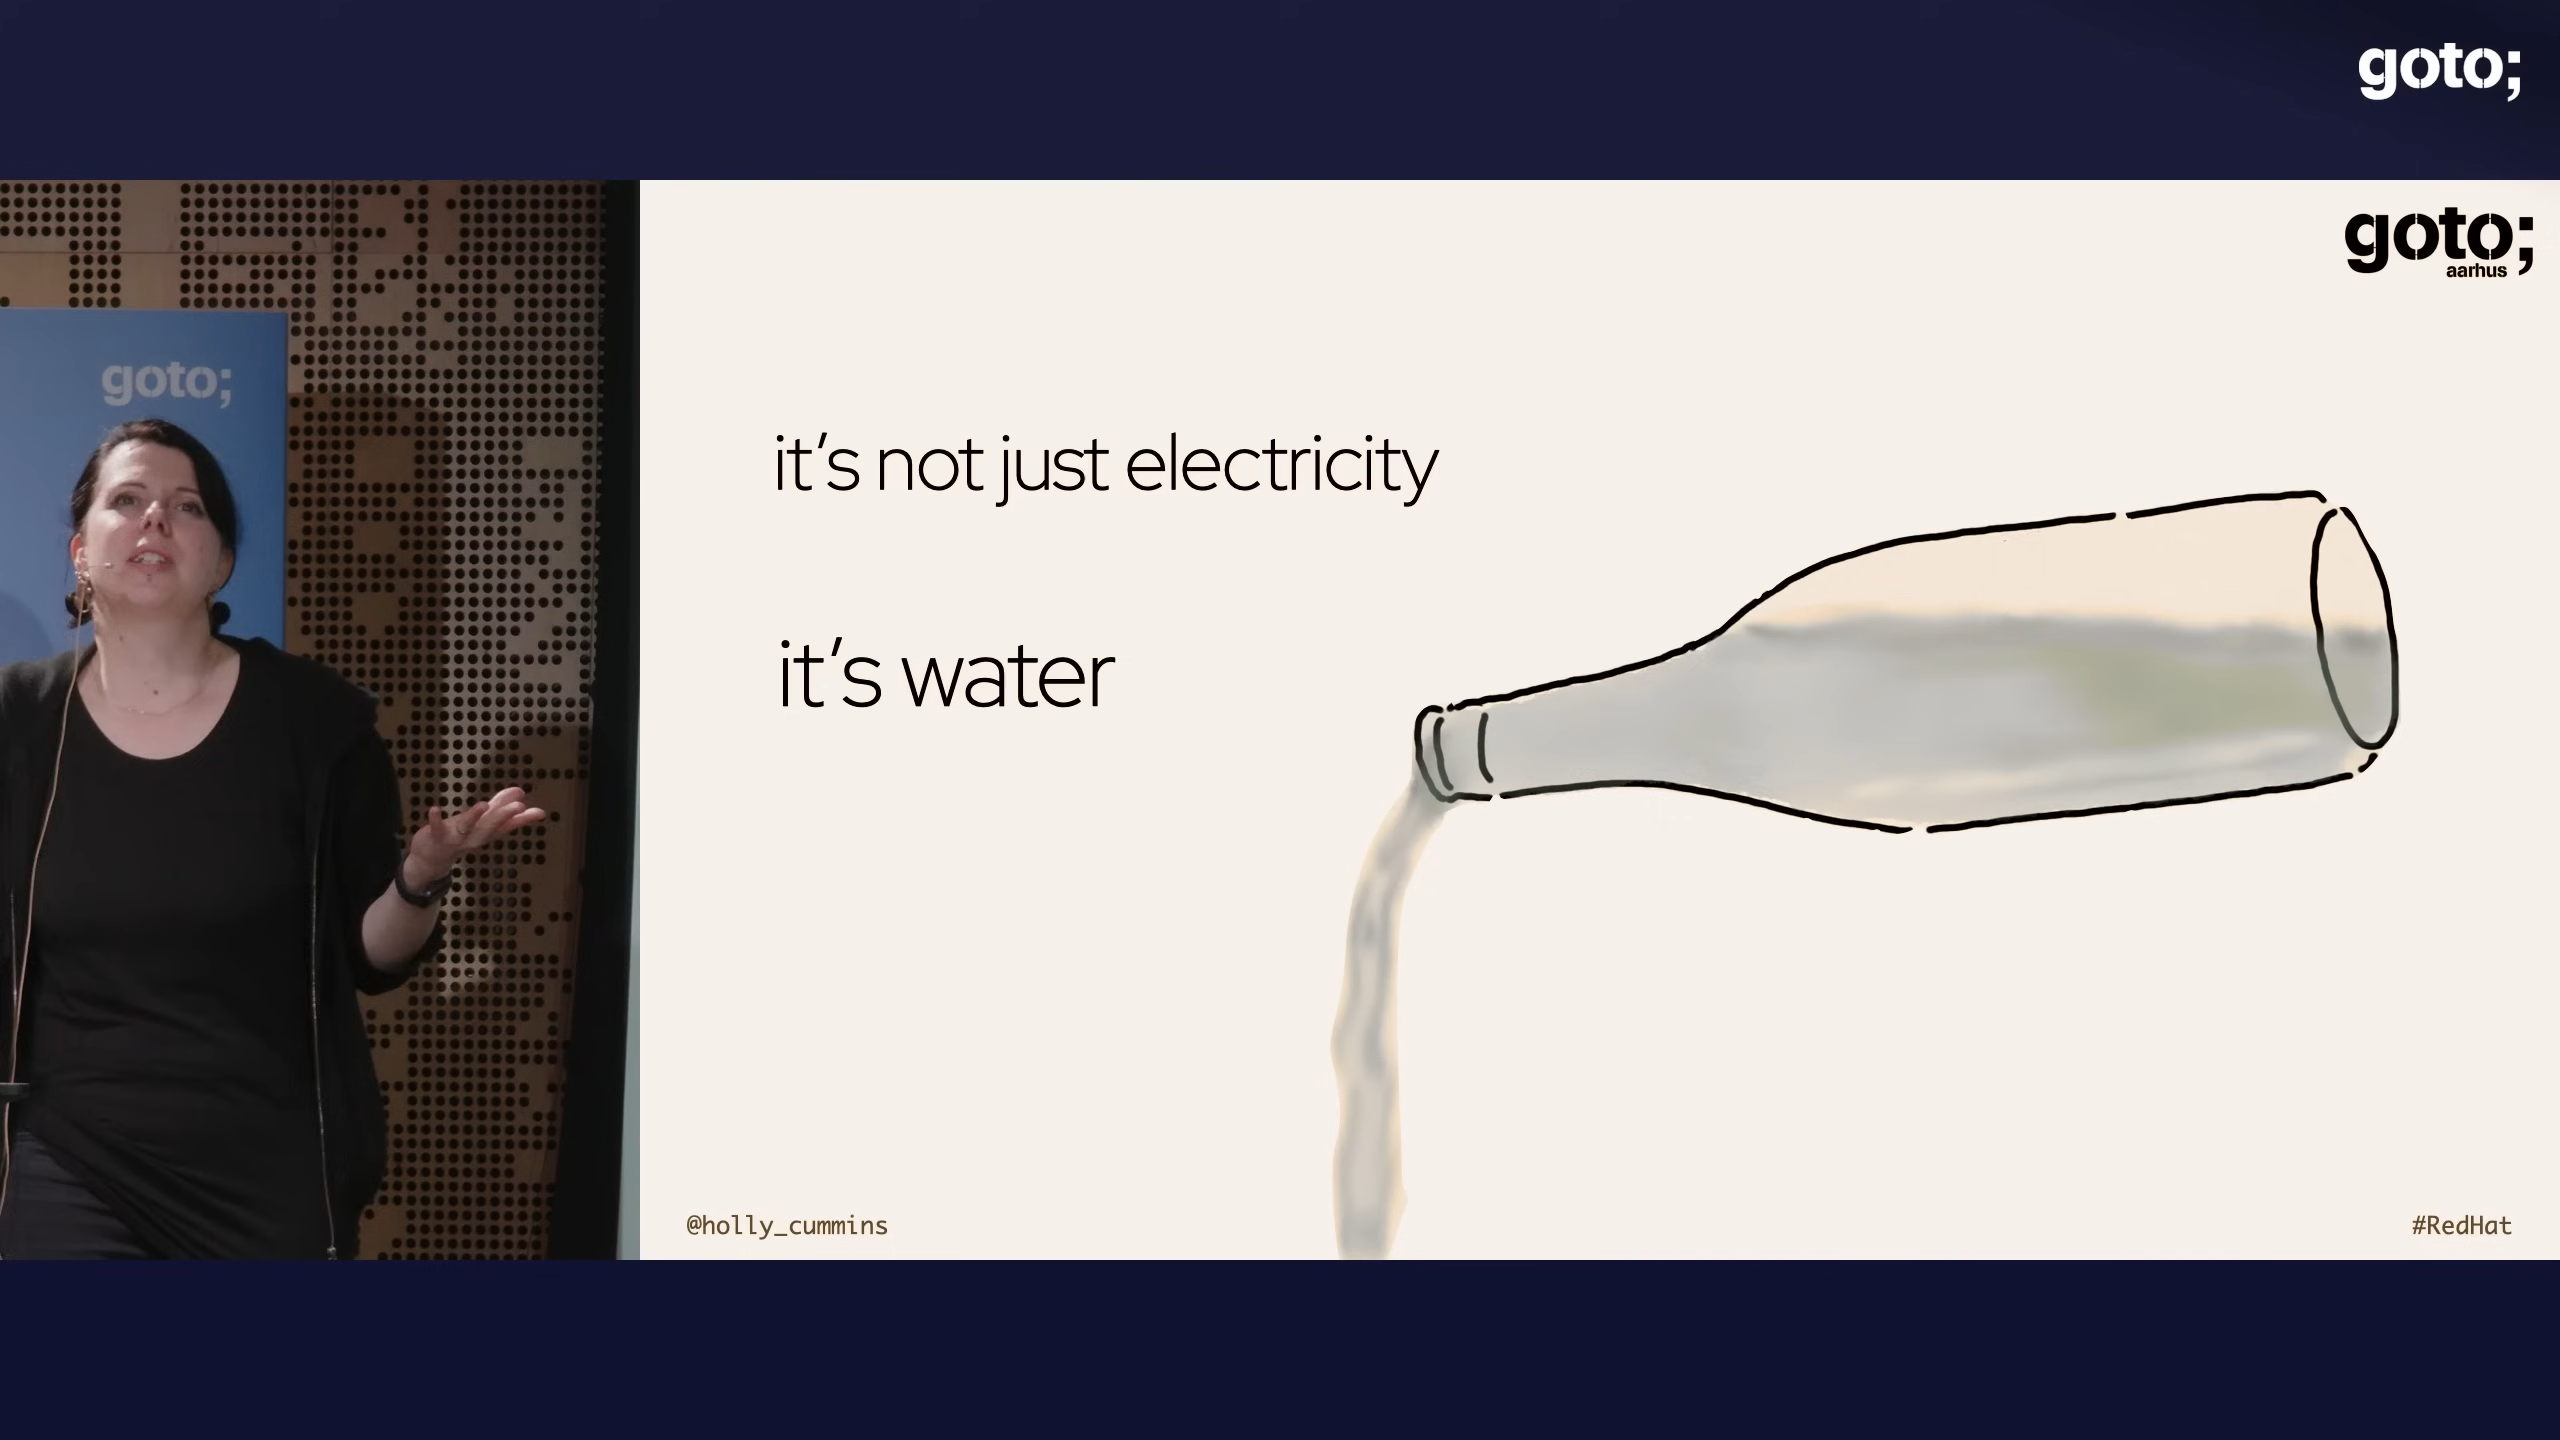 goto;
goto;
aarhus
goto;
it's not just electricity
it's water
@holly_cummins
#RedHat